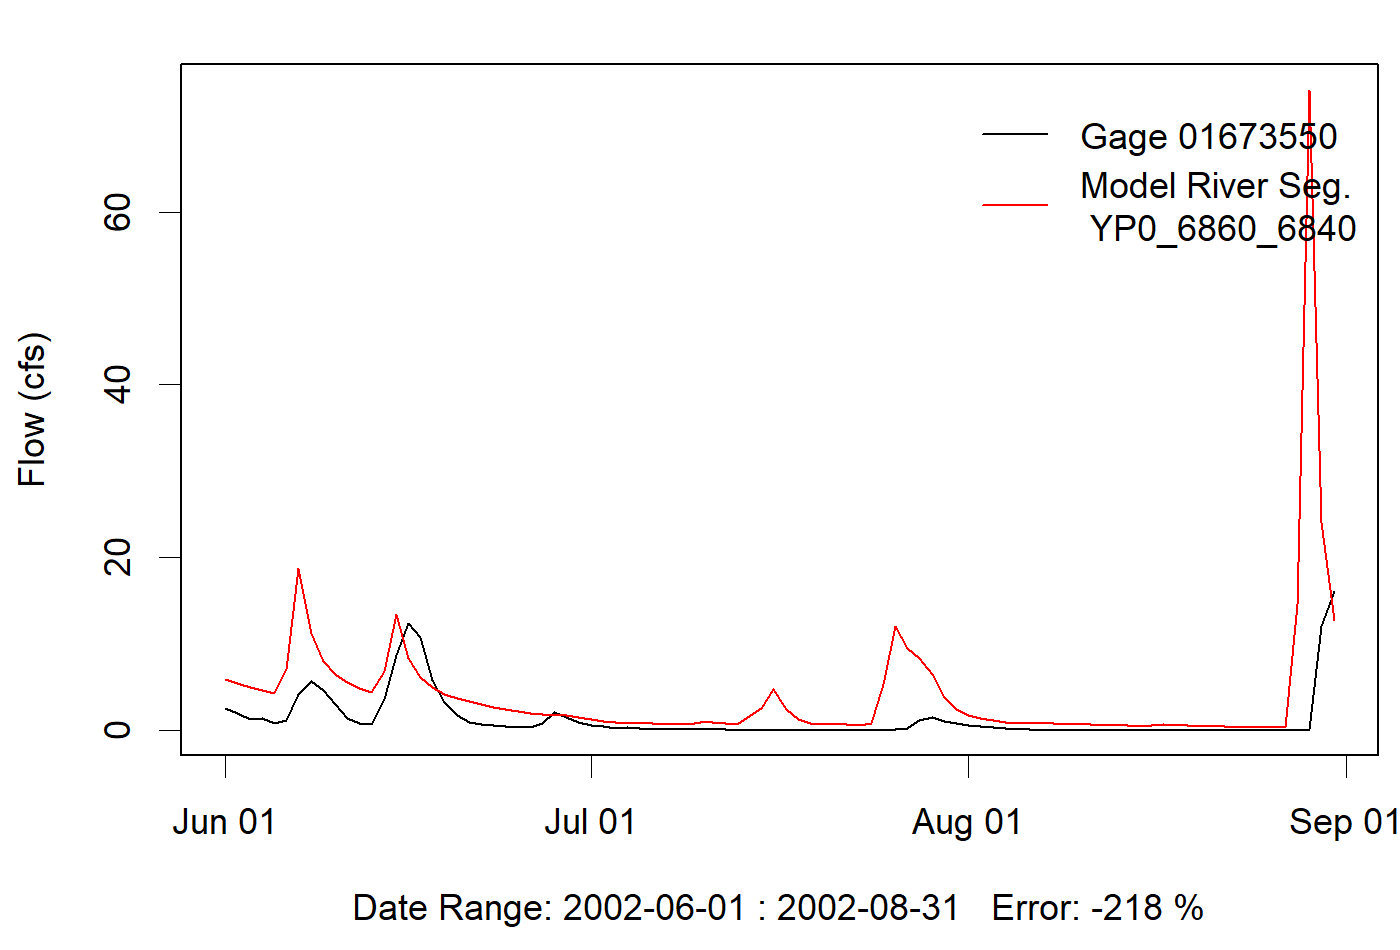 Gage 01673550
Model River Seg.
YP0_6860_6840
Flow (cfs)
60
40
20
0
Jun 01
Jul 01
Aug 01
Sep 01
Date Range: 2002-06-01 : 2002-08-31 Error: -218 %